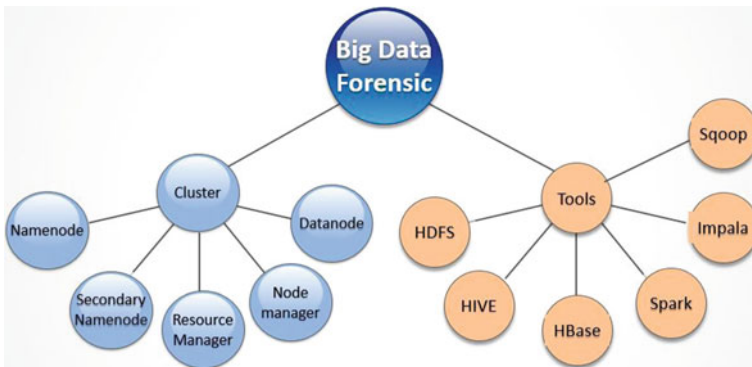 Big Data
Forensic
Cluster
Namenode
Secondary
Namenode
Resource
Manager
Node
manager
Datanode
Tools
HDFS
HIVE
HBase
Spark
Impala
Sqoop